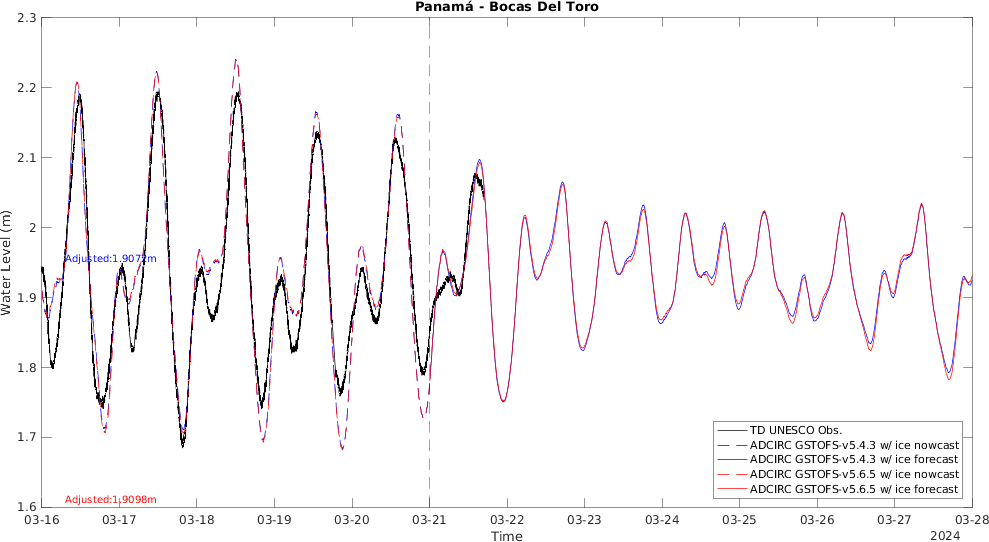 Panamá - Bocas Del Toro
2.3
2.2
2.1
2
1.9
1.8
1.7
1.6
Water Level (m)
Adjusted:1.9072m
Adjusted:1.9098m
TD UNESCO Obs.
ADCIRC GSTOFS-v5.4.3 w/ ice nowcast
ADCIRC GSTOFS-v5.4.3 w/ ice forecast
ADCIRC GSTOFS-v5.6.5 w/ ice nowcast
ADCIRC GSTOFS-v5.6.5 w/ ice forecast
03-16 03-17 03-18 03-19 03-20 03-21 03-22 03-23 03-24 03-25 03-26 03-27 03-28
Time
2024